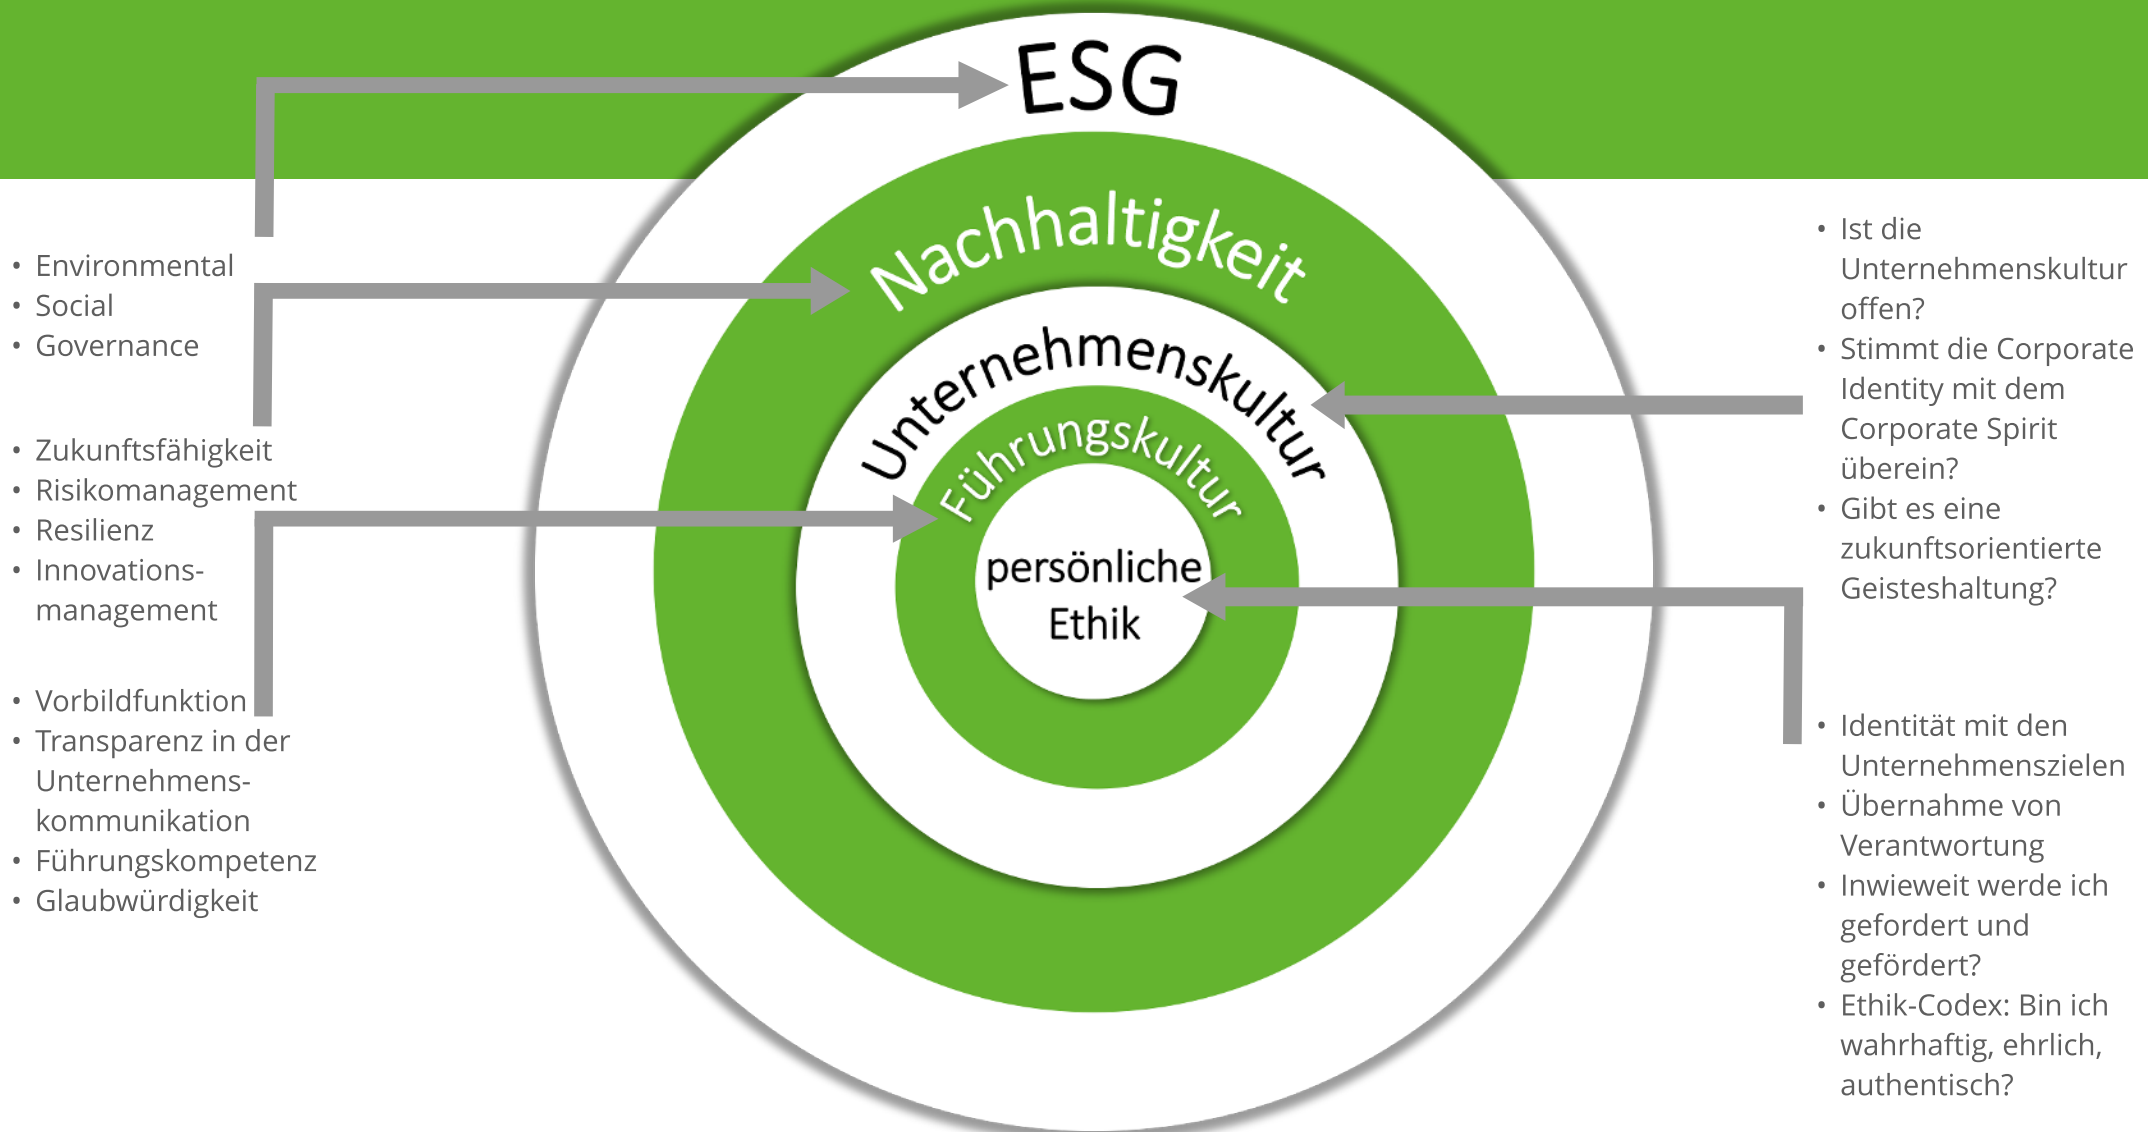 ESG
Nachhaltigkeit
Unternehmenskultur
Führungskultur
persönliche
Ethik
• Environmental
• Social
• Governance
• Zukunftsfähigkeit
• Risikomanagement
• Resilienz
• Innovations-
management
• Vorbildfunktion
• Transparenz in der
Unternehmens-
kommunikation
• Führungskompetenz
• Glaubwürdigkeit
• Ist die
Unternehmenskultur
offen?
• Stimmt die Corporate
Identity mit dem
Corporate Spirit
überein?
• Gibt es eine
zukunftsorientierte
Geisteshaltung?
• Identität mit den
Unternehmenszielen
• Übernahme von
Verantwortung
• Inwieweit werde ich
gefordert und
gefördert?
• Ethik-Codex: Bin ich
wahrhaftig, ehrlich,
authentisch?